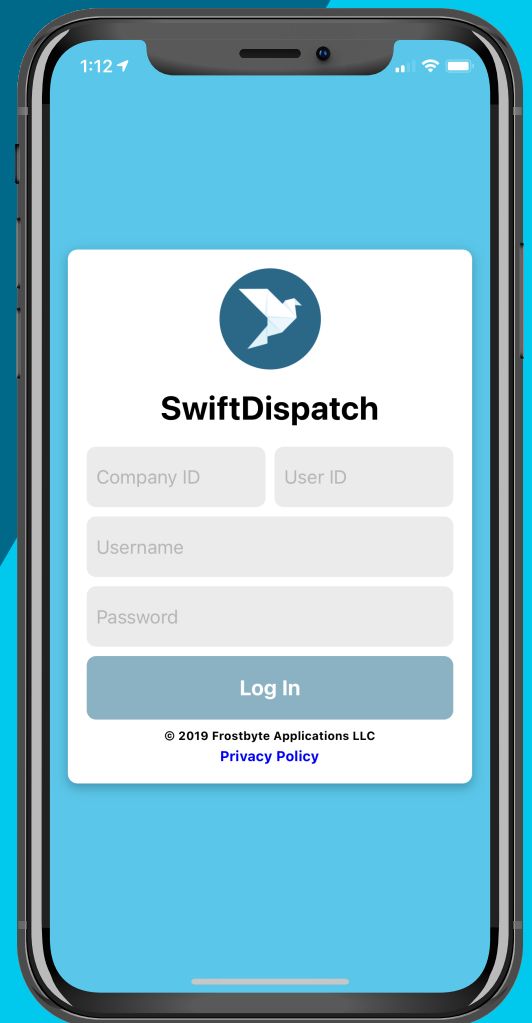 1:12
SwiftDispatch
Company ID User ID
Username
Password
Log In
© 2019 Frostbyte Applications LLC
Privacy Policy